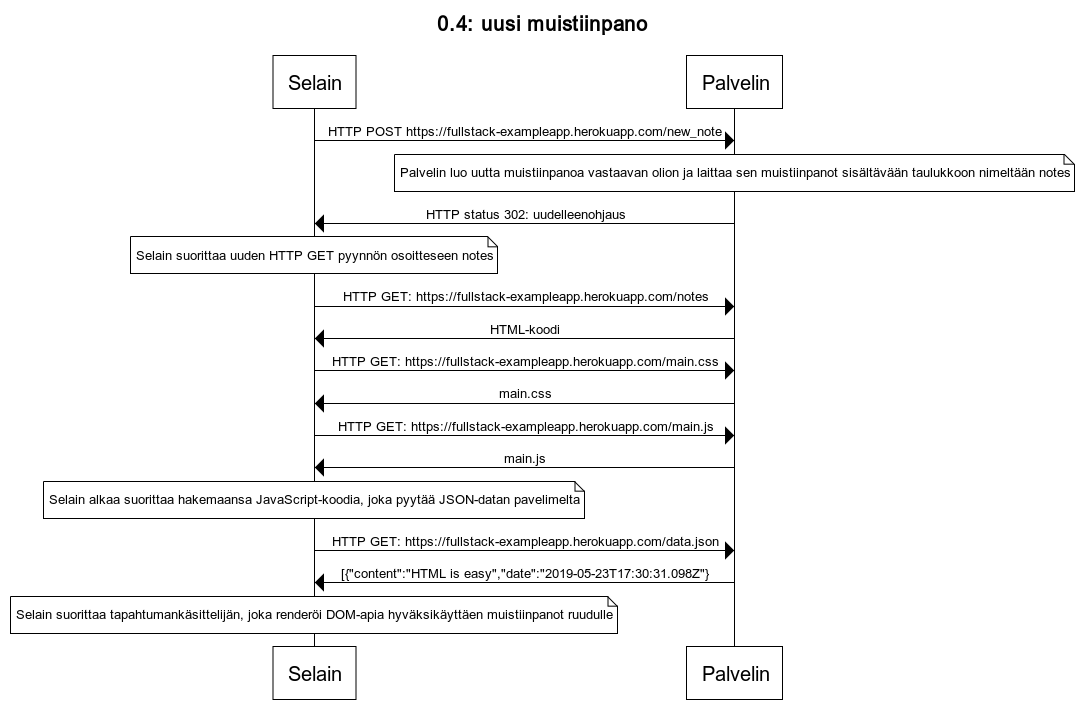 0.4: uusi muistiinpano
Selain
Palvelin
HTTP POST https://fullstack-exampleapp.herokuapp.com/new_note
Palvelin luo uutta muistiinpanoa vastaavan olion ja laittaa sen muistiinpanot sisältävään taulukkoon nimeltään notes
HTTP status 302: uudelleenohjaus
Selain suorittaa uuden HTTP GET pyynnön osoitteseen notes
HTTP GET: https://fullstack-exampleapp.herokuapp.com/notes
HTML-koodi
HTTP GET: https://fullstack-exampleapp.herokuapp.com/main.css
main.css
HTTP GET: https://fullstack-exampleapp.herokuapp.com/main.js
main.js
Selain alkaa suorittaa hakemaansa JavaScript-koodia, joka pyytää JSON-datan pavelimelta
HTTP GET: https://fullstack-exampleapp.herokuapp.com/data.json
[{"content":"HTML is easy","date":"2019-05-23T17:30:31.098Z"}
Selain suorittaa tapahtumankäsittelijän, joka renderöi DOM-apia hyväksikäyttäen muistiinpanot ruudulle
Selain
Palvelin